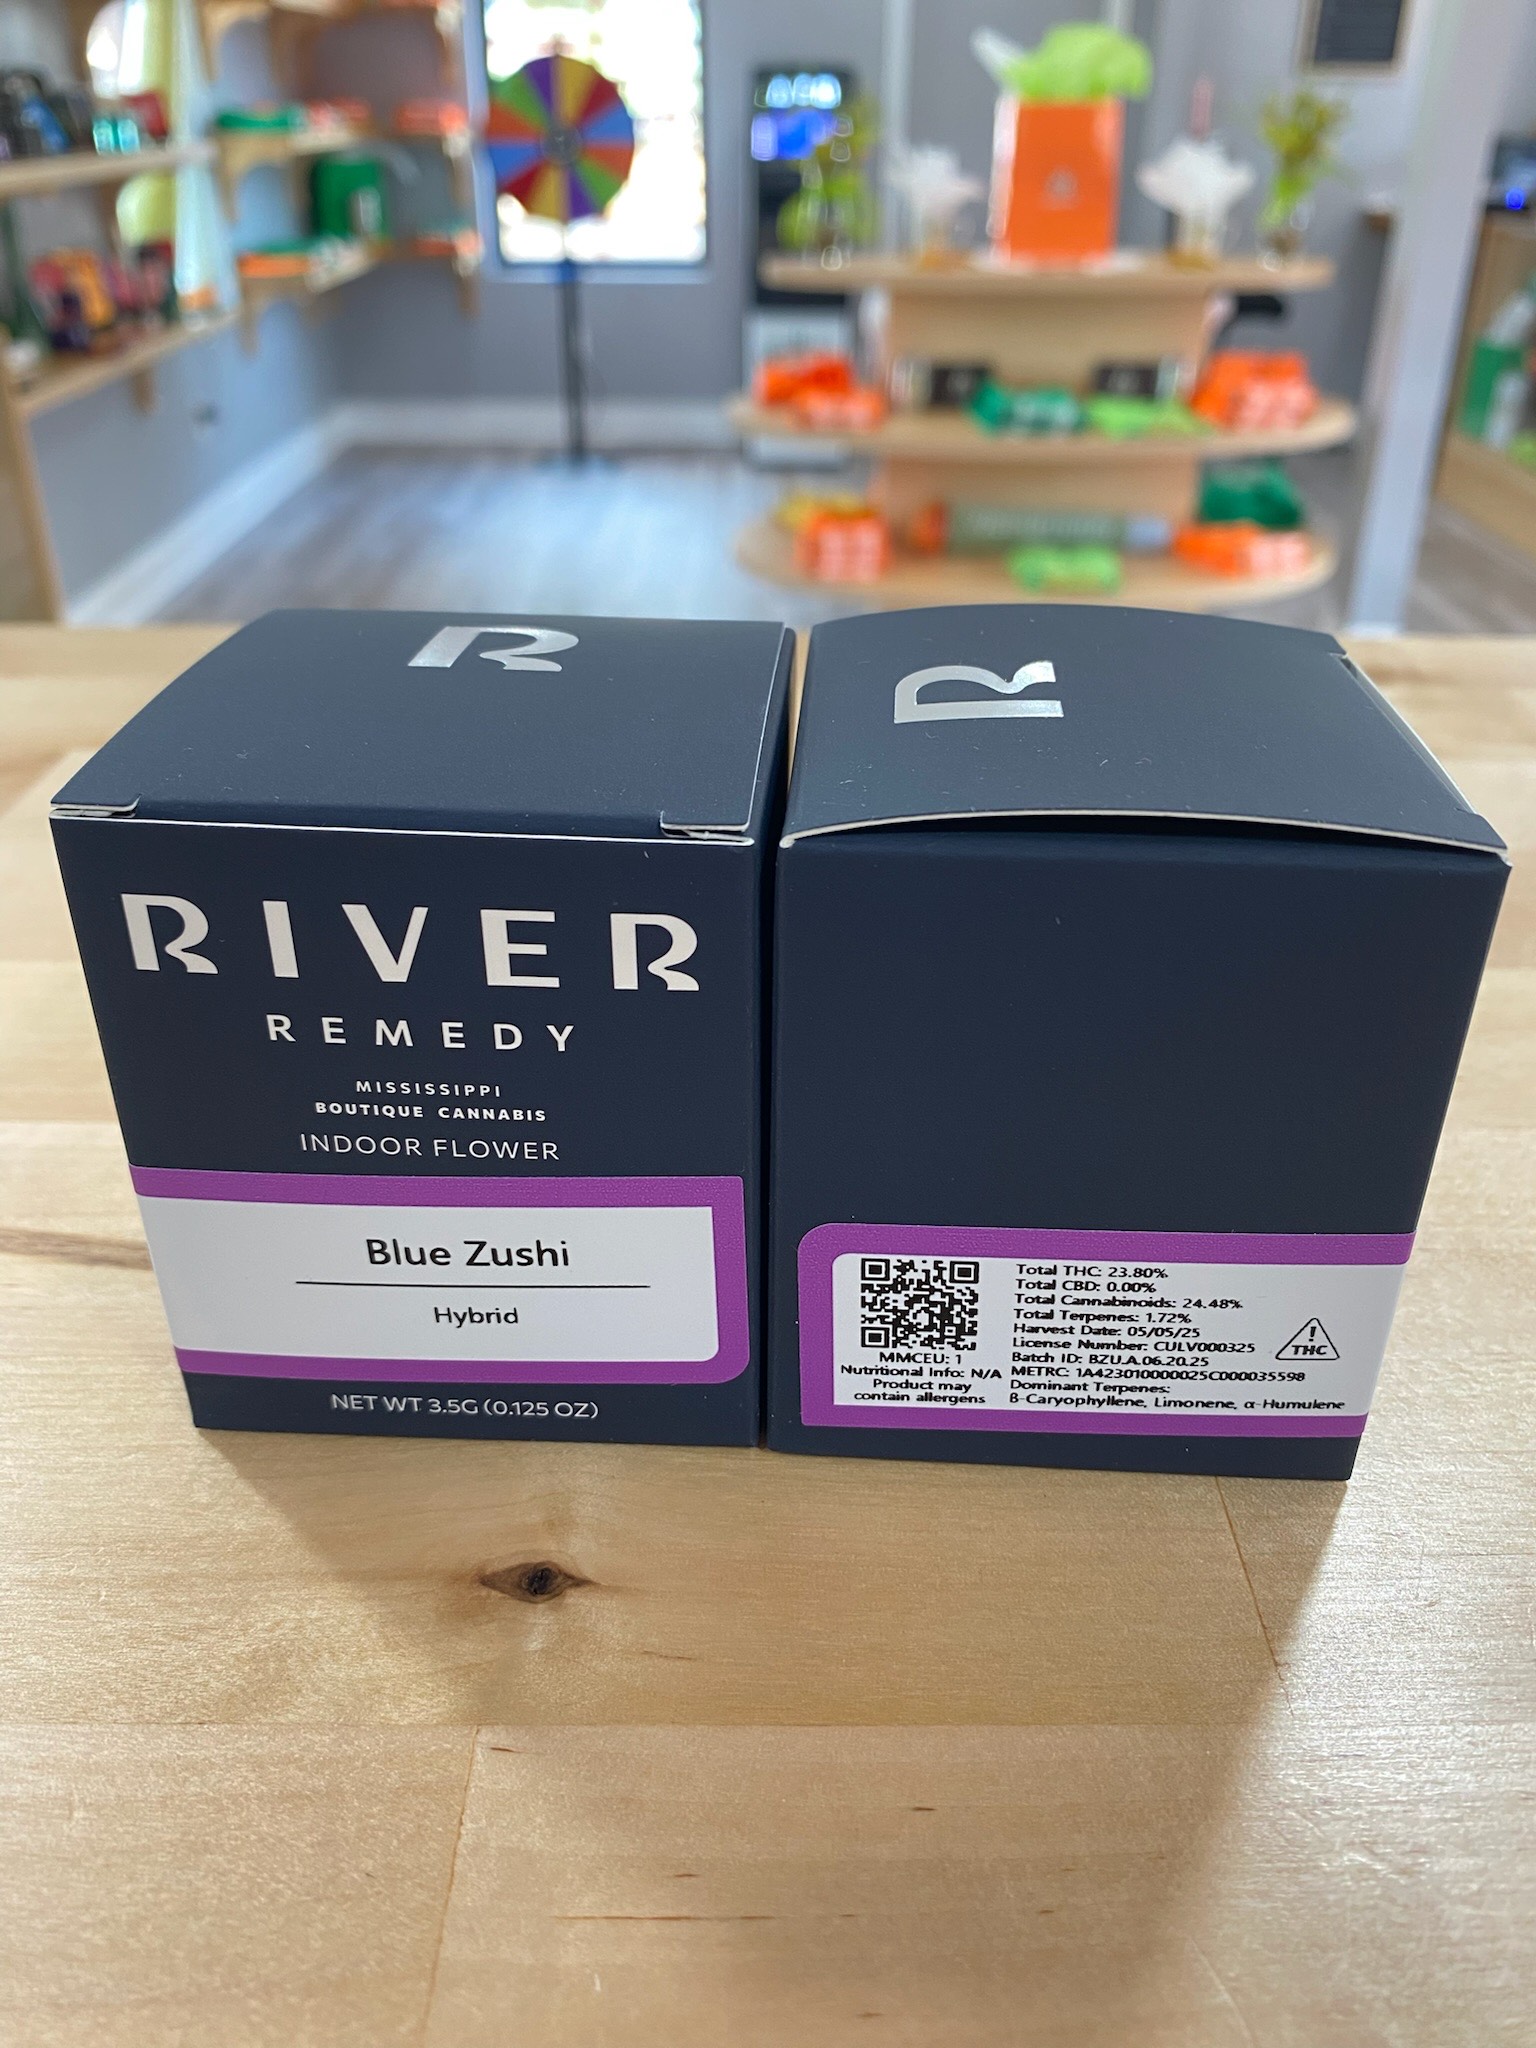 R
R
RIVER
REMEDY
MISSISSIPPI
BOUTIQUE CANNABIS
INDOOR FLOWER
Blue Zushi
Hybrid
NET WT 3.5G (0.125 OZ)
MMCEU: 1
Nutritional Info: N/A
Product may
contain allergens
Total THC: 23.80%
Total CBD: 0.00%
Total Cannabinoids: 24.48%
Total Terpenes: 1.72%
Harvest Date: 05/05/25
License Number: CULV000325
Batch ID: BZU.A.06.20.25
METRC: 1A423010000025C000035598
Dominant Terpenes:
β-Caryophyllene, Limonene, α-Humulene
!
THC